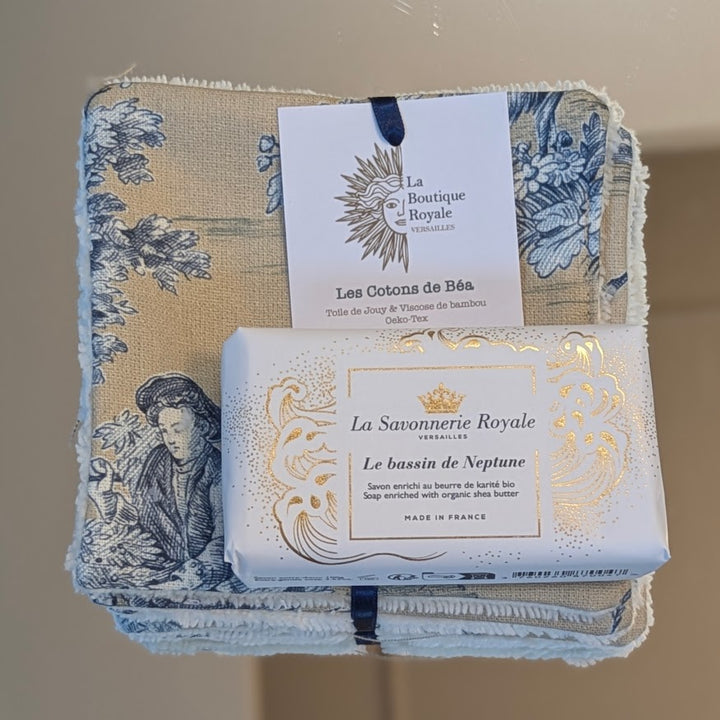 La
Boutique
Royale
VERSAILLES
Les Cotons de Béa
Toile de Jouy & Viscose de bambou
Oeko-Tex
La Savonnerie Royale
VERSAILLES
Le bassin de Neptune
Savon enrichi au beurre de karité bio
Soap enriched with organic shea butter
MADE IN FRANCE